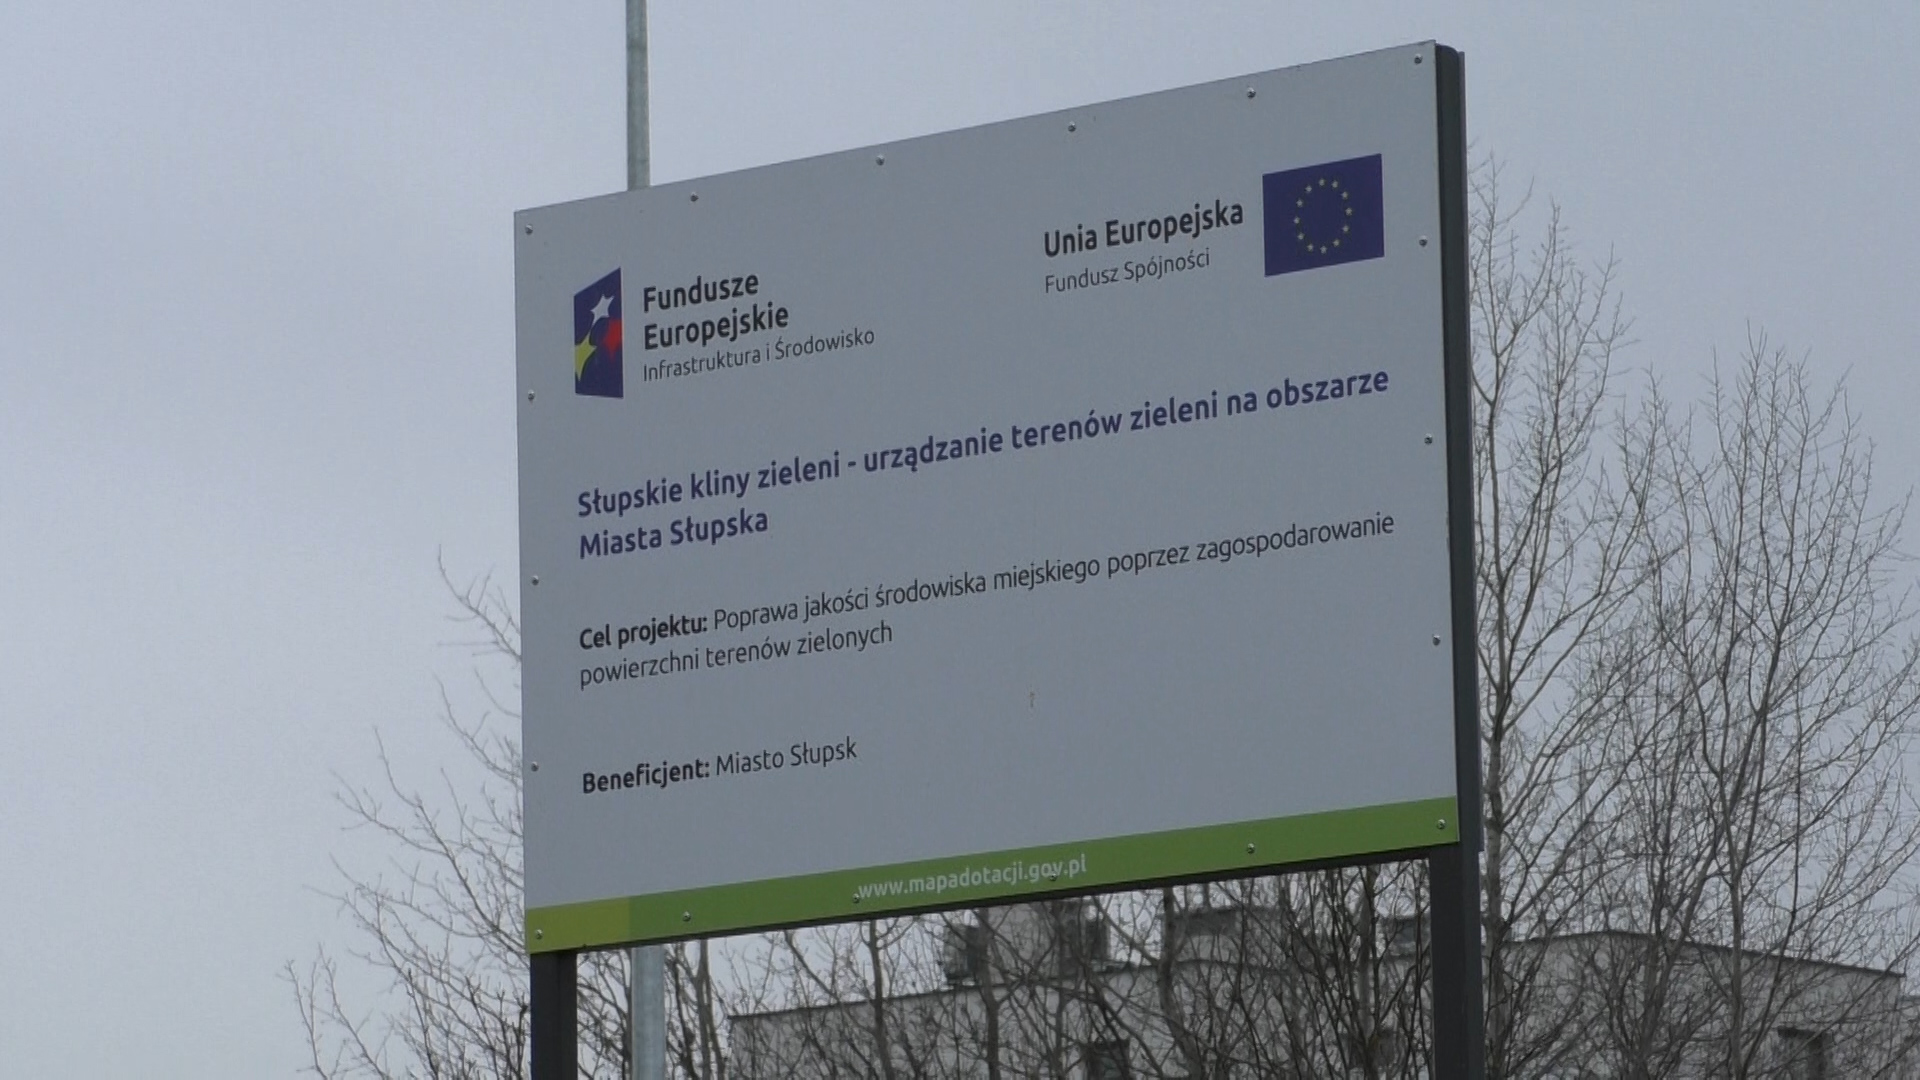 Fundusze
Europejskie
Infrastruktura i Środowisko
Unia Europejska
Fundusz Spójności
Słupskie kliny zieleni - urządzanie terenów zieleni na obszarze
Miasta Słupska
Cel projektu: Poprawa jakości środowiska miejskiego poprzez zagospodarowanie
powierzchni terenów zielonych
Beneficjent: Miasto Słupsk
www.mapadotacji.gov.pl